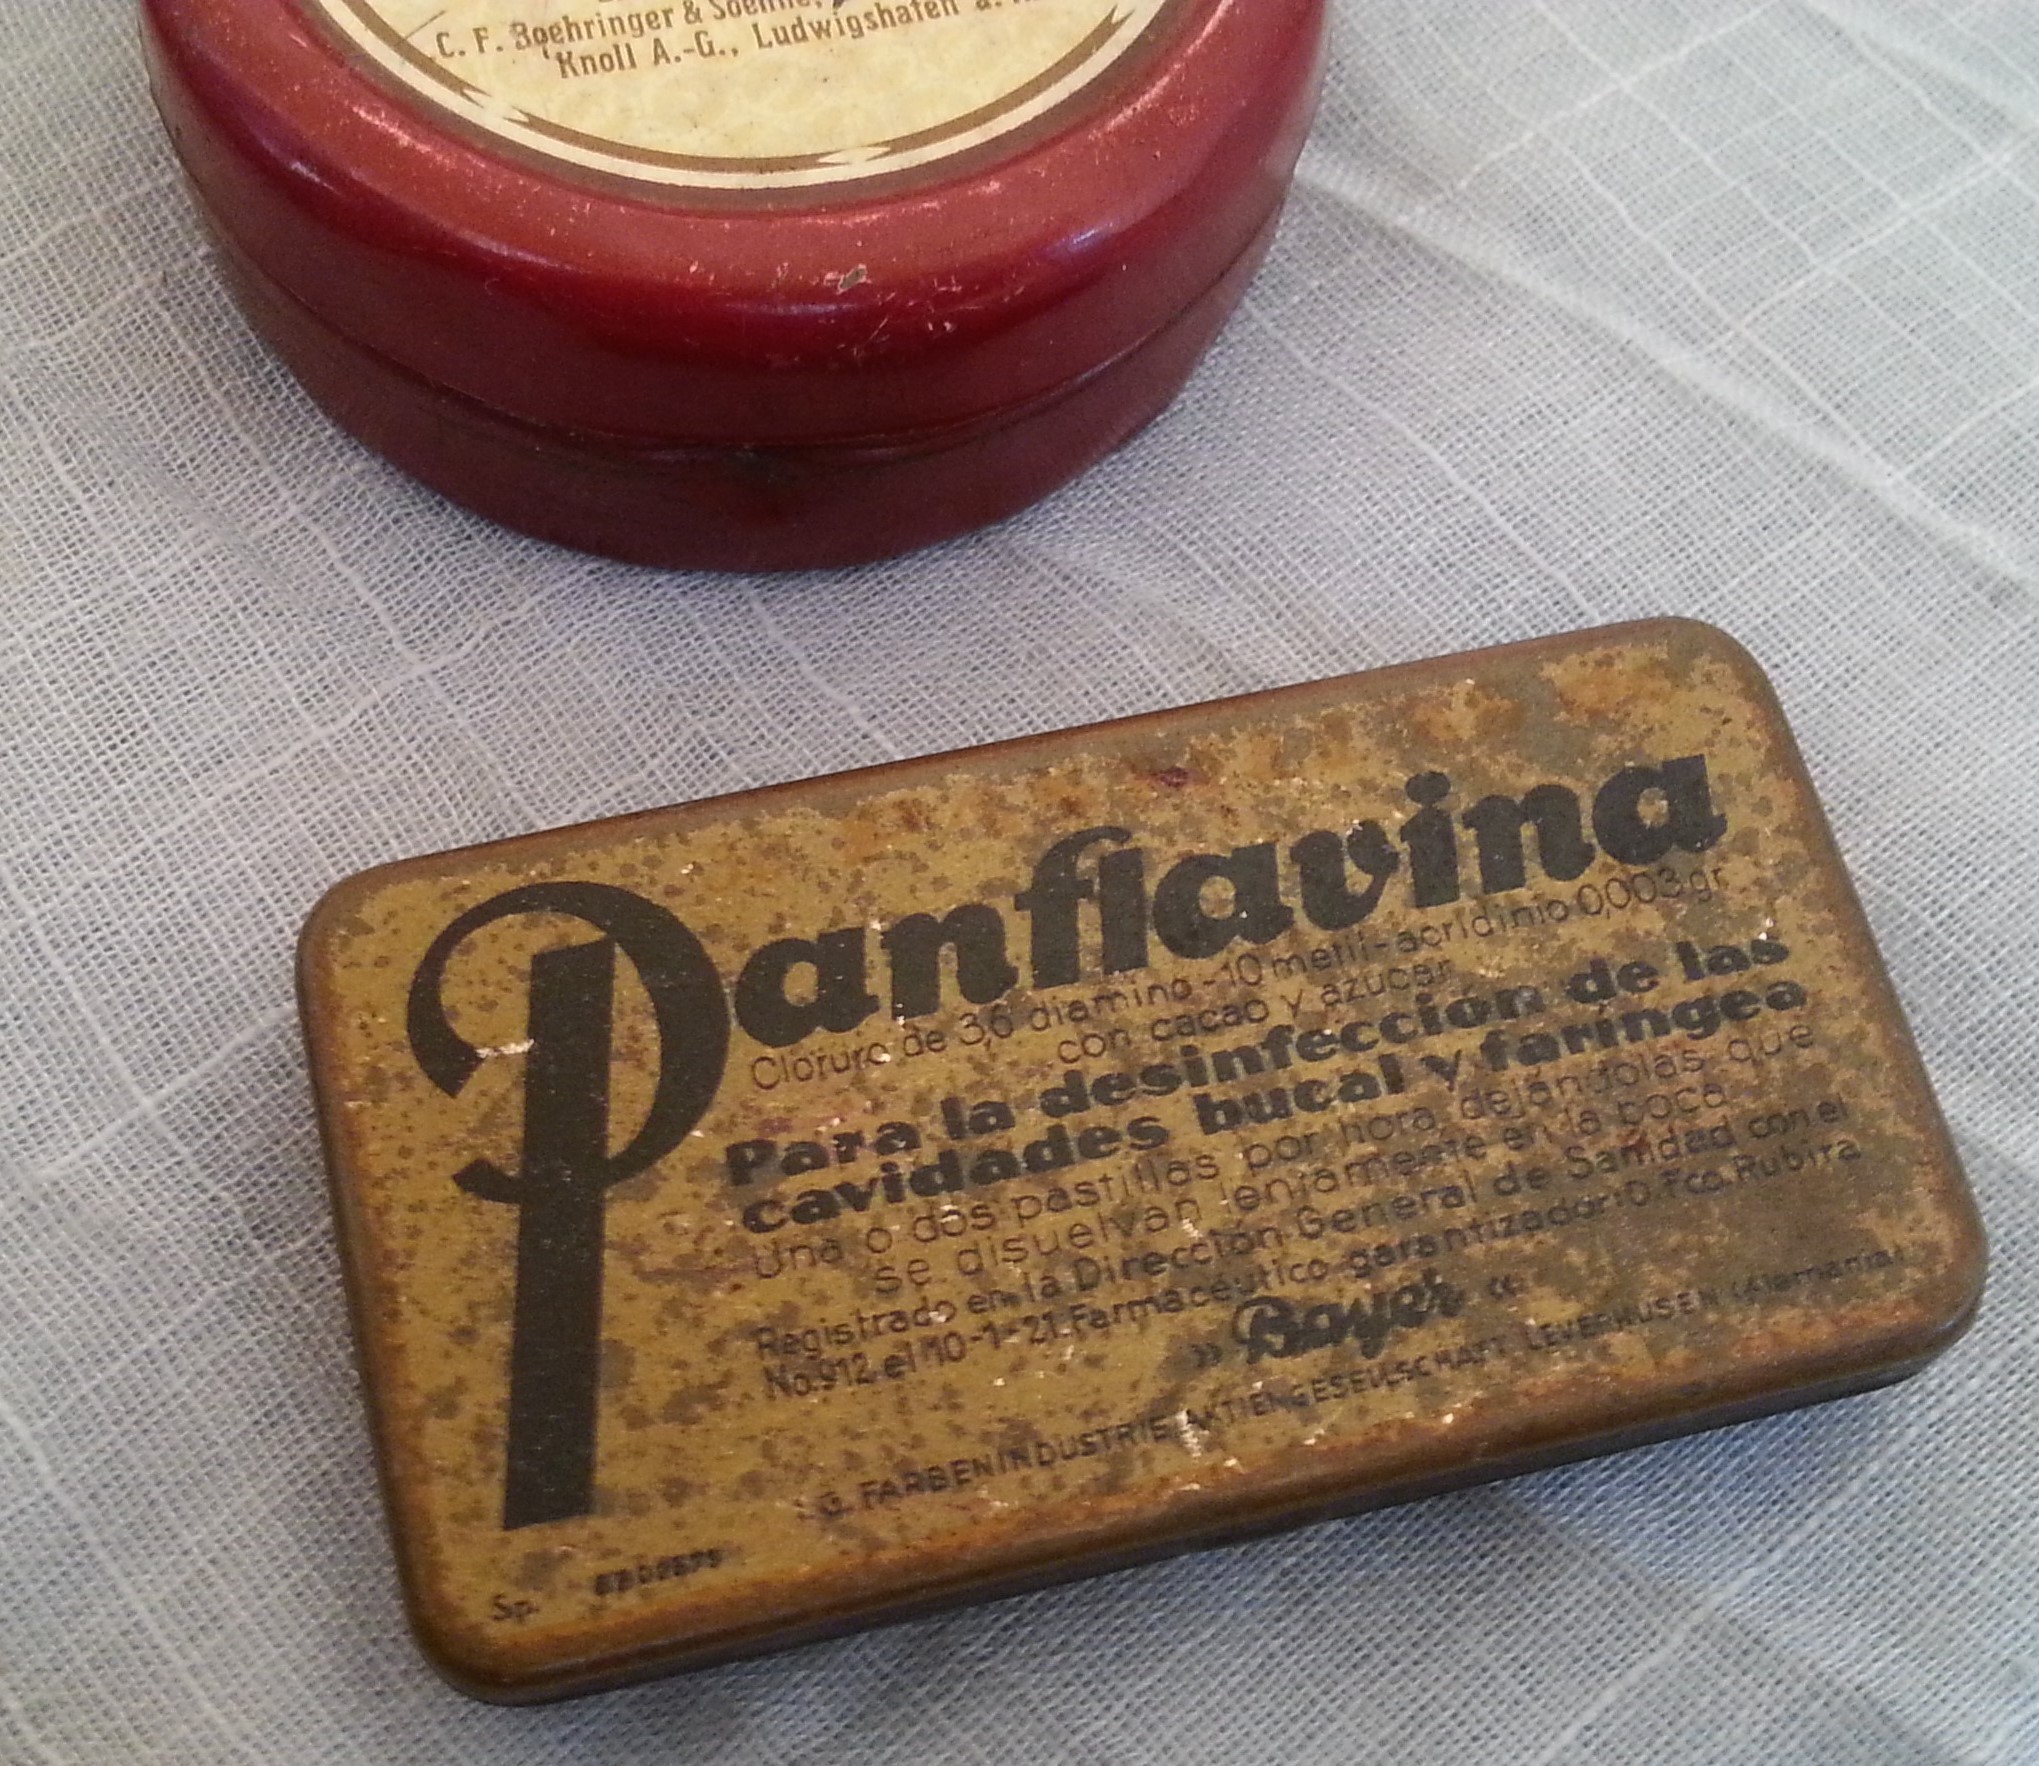 C. F. Boehringer & Soehne,
Knoll A.-G., Ludwigshafen a.
Panflavina
Cloruro de 3,6 diamino-10 metil-acridinio 0,003 gr
con cacao y azucar
Para la desinfección de las
cavidades bucal y faríngea
Una o dos pastillas por hora dejándolas que
se disuelvan lentamente en la boca
Registrado en la Dirección General de Sanidad con el
No. 912 el 10-1-21. Farmacéutico garantizador: D. Fco. Rubira
» Bayer «
I. G. FARBENINDUSTRIE AKTIENGESELLSCHAFT LEVERKUSEN (Alemania)
Sp.